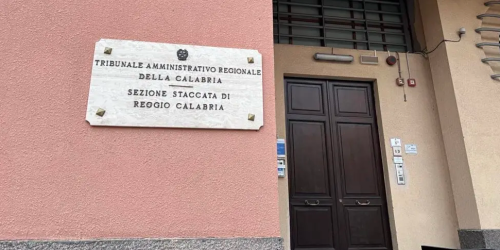 TRIBUNALE AMMINISTRATIVO REGIONALE
DELLA CALABRIA
SEZIONE STACCATA DI
REGGIO CALABRIA